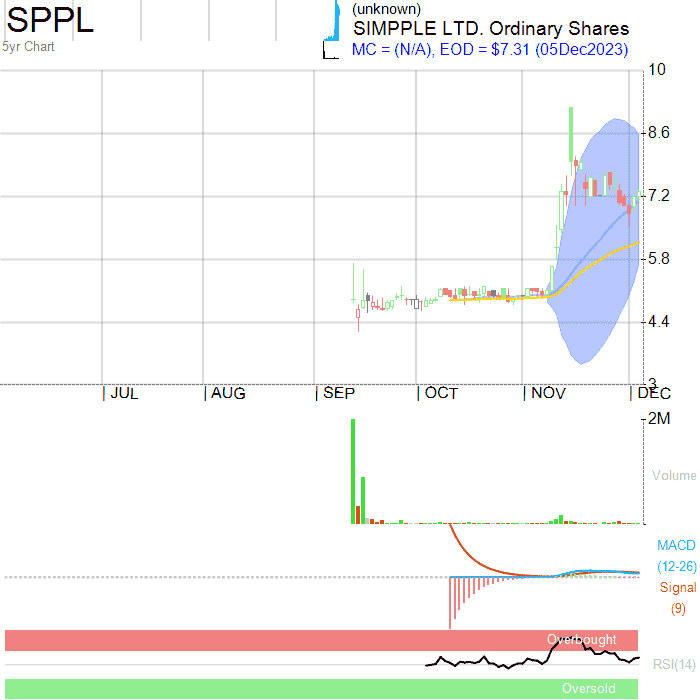 SPPL
(unknown)
SIMPPLE LTD. Ordinary Shares
5yr Chart
MC = (N/A), EOD = $7.31 (05Dec2023)
10
8.6
7.2
5.8
4.4
3
JUL AUG SEP OCT NOV DEC
2M
Volume
MACD
(12-26)
Signal
(9)
Overbought
RSI(14)
Oversold